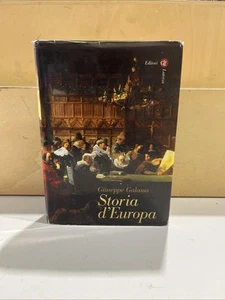 Editori
Laterza
Giuseppe Galasso
Storia
d'Europa